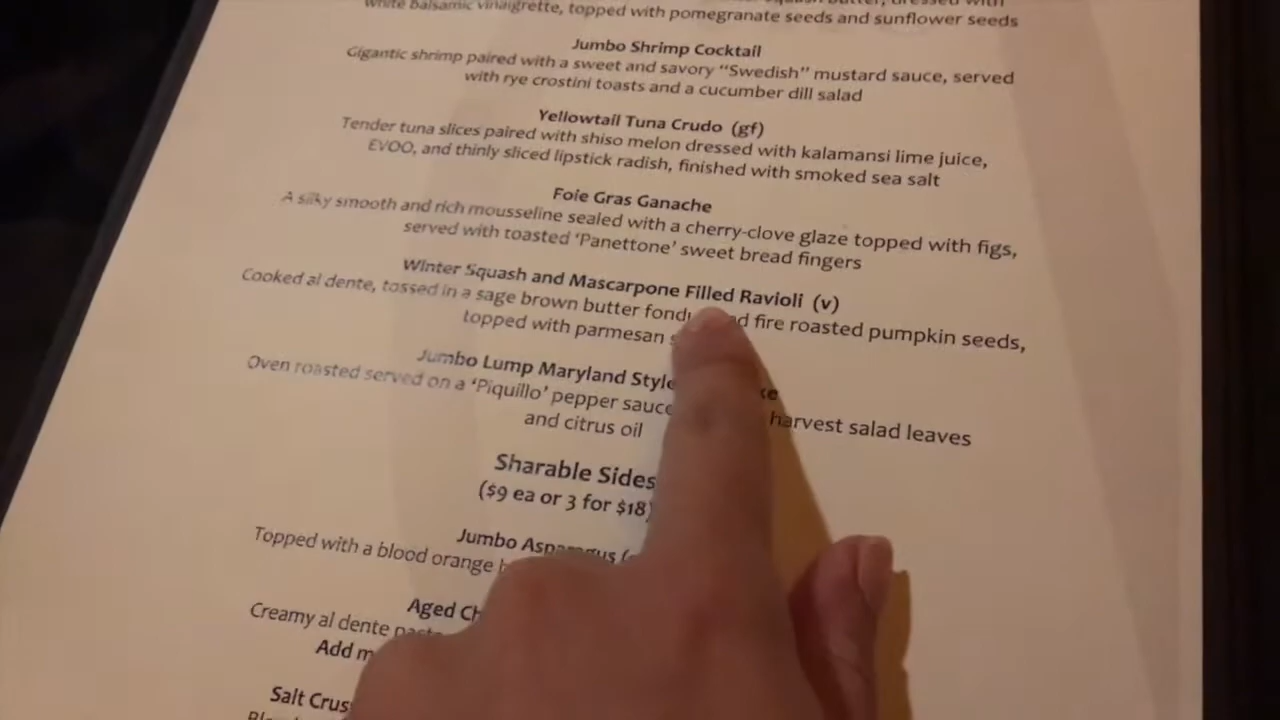 white balsamic vinaigrette, topped with pomegranate seeds and sunflower seeds
Jumbo Shrimp Cocktail
Gigantic shrimp paired with a sweet and savory “Swedish” mustard sauce, served
with rye crostini toasts and a cucumber dill salad
Yellowtail Tuna Crudo (gf)
Tender tuna slices paired with shiso melon dressed with kalamansi lime juice,
EVOO, and thinly sliced lipstick radish, finished with smoked sea salt
Foie Gras Ganache
A silky smooth and rich mousseline sealed with a cherry-clove glaze topped with figs,
served with toasted ‘Panettone’ sweet bread fingers
Winter Squash and Mascarpone Filled Ravioli (v)
Cooked al dente, tossed in a sage brown butter fire roasted pumpkin seeds,
topped with parmesan
Jumbo Lump Maryland Style
Oven roasted served on a ‘Piquillo’ pepper sauce harvest salad leaves
and citrus oil
Sharable Sides
($9 ea or 3 for $18)
Jumbo Asparagus
Topped with a blood orange
Aged
Creamy al dente
Add
Salt